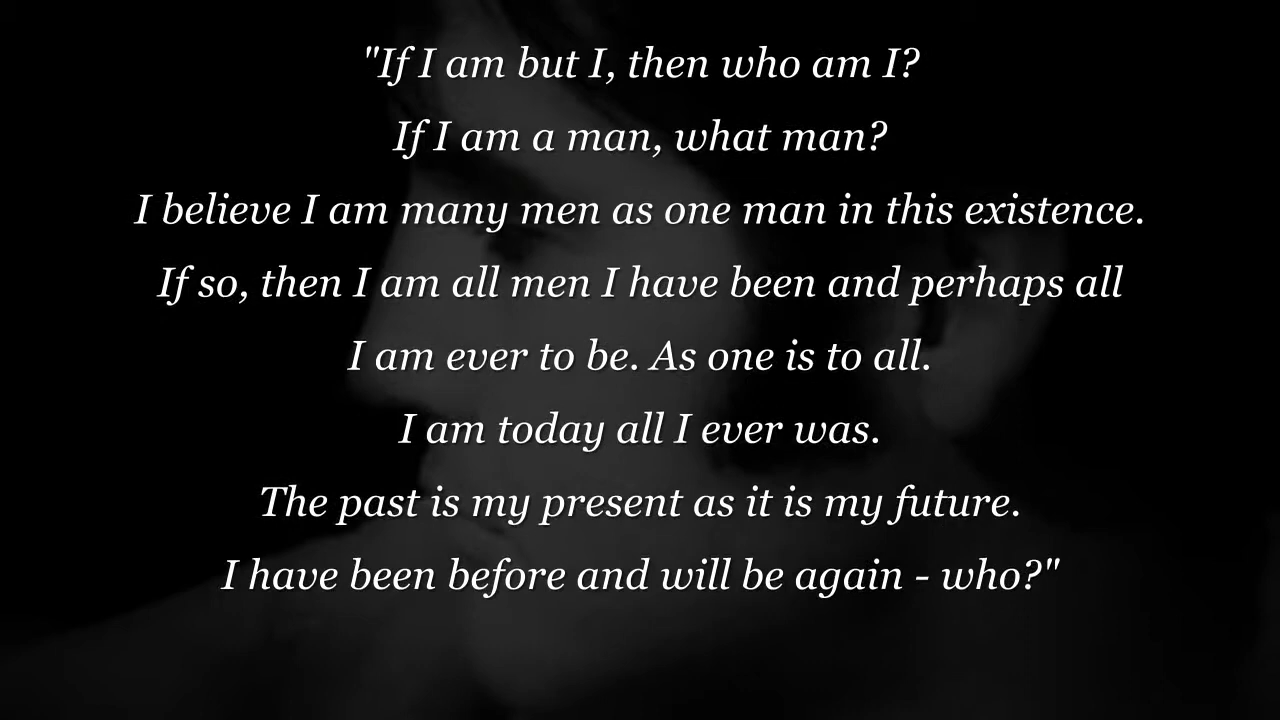 "If I am but I, then who am I?
If I am a man, what man?
I believe I am many men as one man in this existence.
If so, then I am all men I have been and perhaps all
I am ever to be. As one is to all.
I am today all I ever was.
The past is my present as it is my future.
I have been before and will be again - who?"